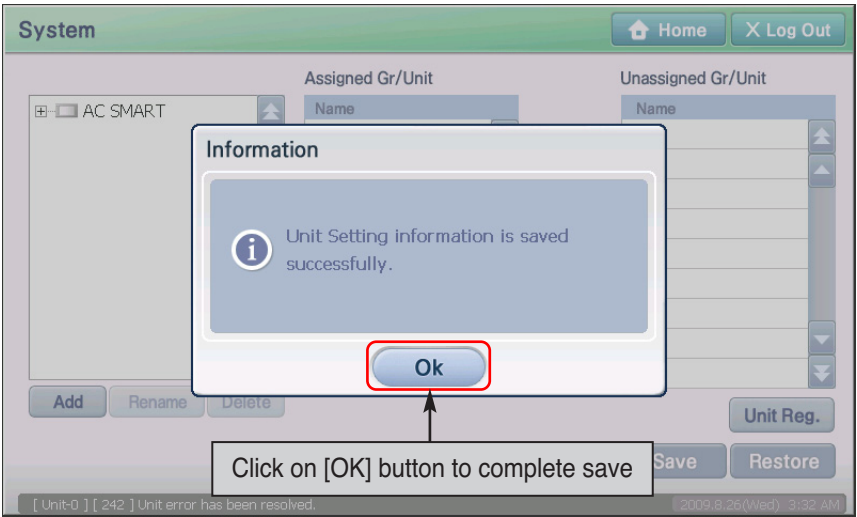 System
Home
X Log Out
Assigned Gr/Unit
Unassigned Gr/Unit
AC SMART
Name
Name
Information
Unit Setting information is saved
successfully.
Ok
Add
Rename
Delete
Unit Reg.
Click on [OK] button to complete save
Save
Restore
[ Unit-0 ] [ 242 ] Unit error has been resolved.
2009.8.26(Wed) 3:32 AM